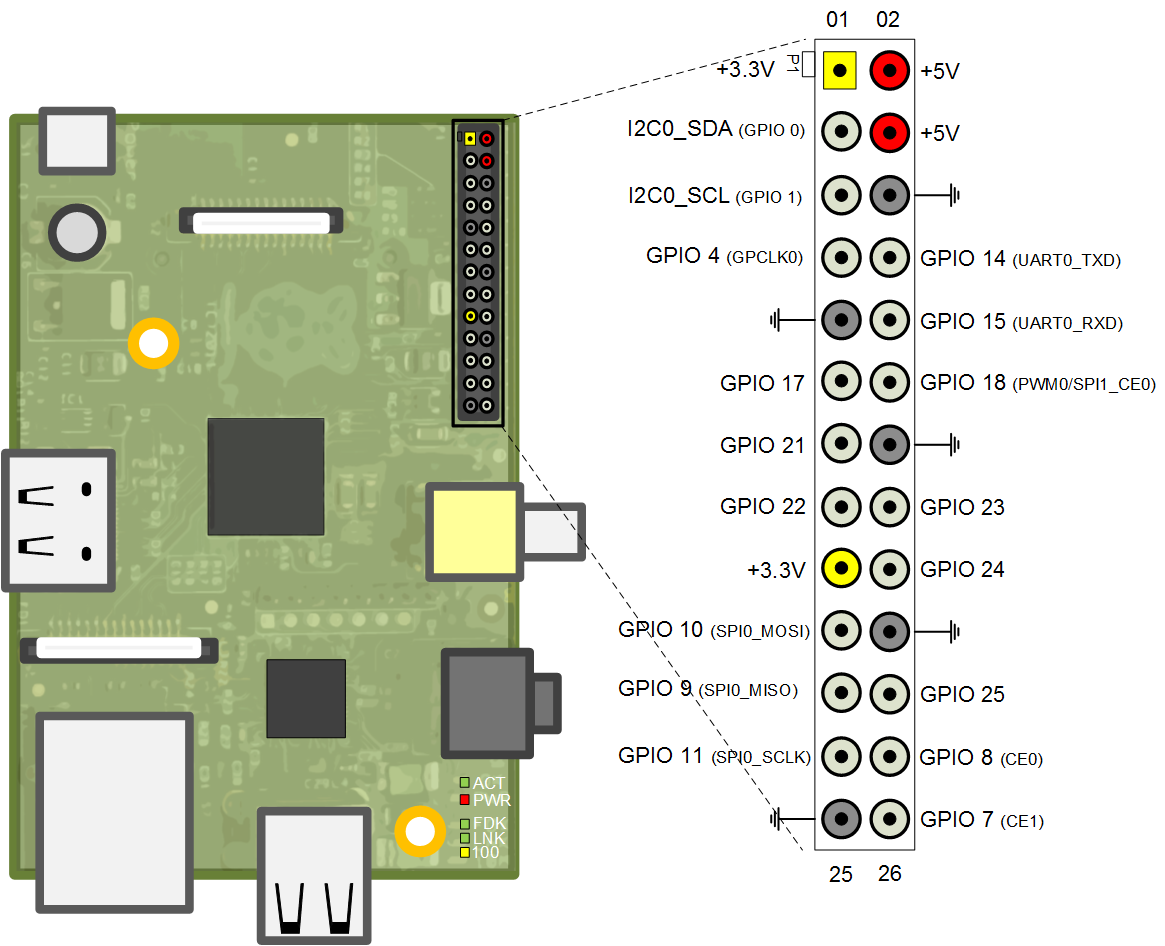 01 02
+3.3V P1 +5V
I2C0_SDA (GPIO 0) +5V
I2C0_SCL (GPIO 1)
GPIO 4 (GPCLK0) GPIO 14 (UART0_TXD)
GPIO 15 (UART0_RXD)
GPIO 17 GPIO 18 (PWM0/SPI1_CE0)
GPIO 21
GPIO 22 GPIO 23
+3.3V GPIO 24
GPIO 10 (SPI0_MOSI)
GPIO 9 (SPI0_MISO) GPIO 25
GPIO 11 (SPI0_SCLK) GPIO 8 (CE0)
GPIO 7 (CE1)
25 26
ACT
PWR
FDK
LNK
100